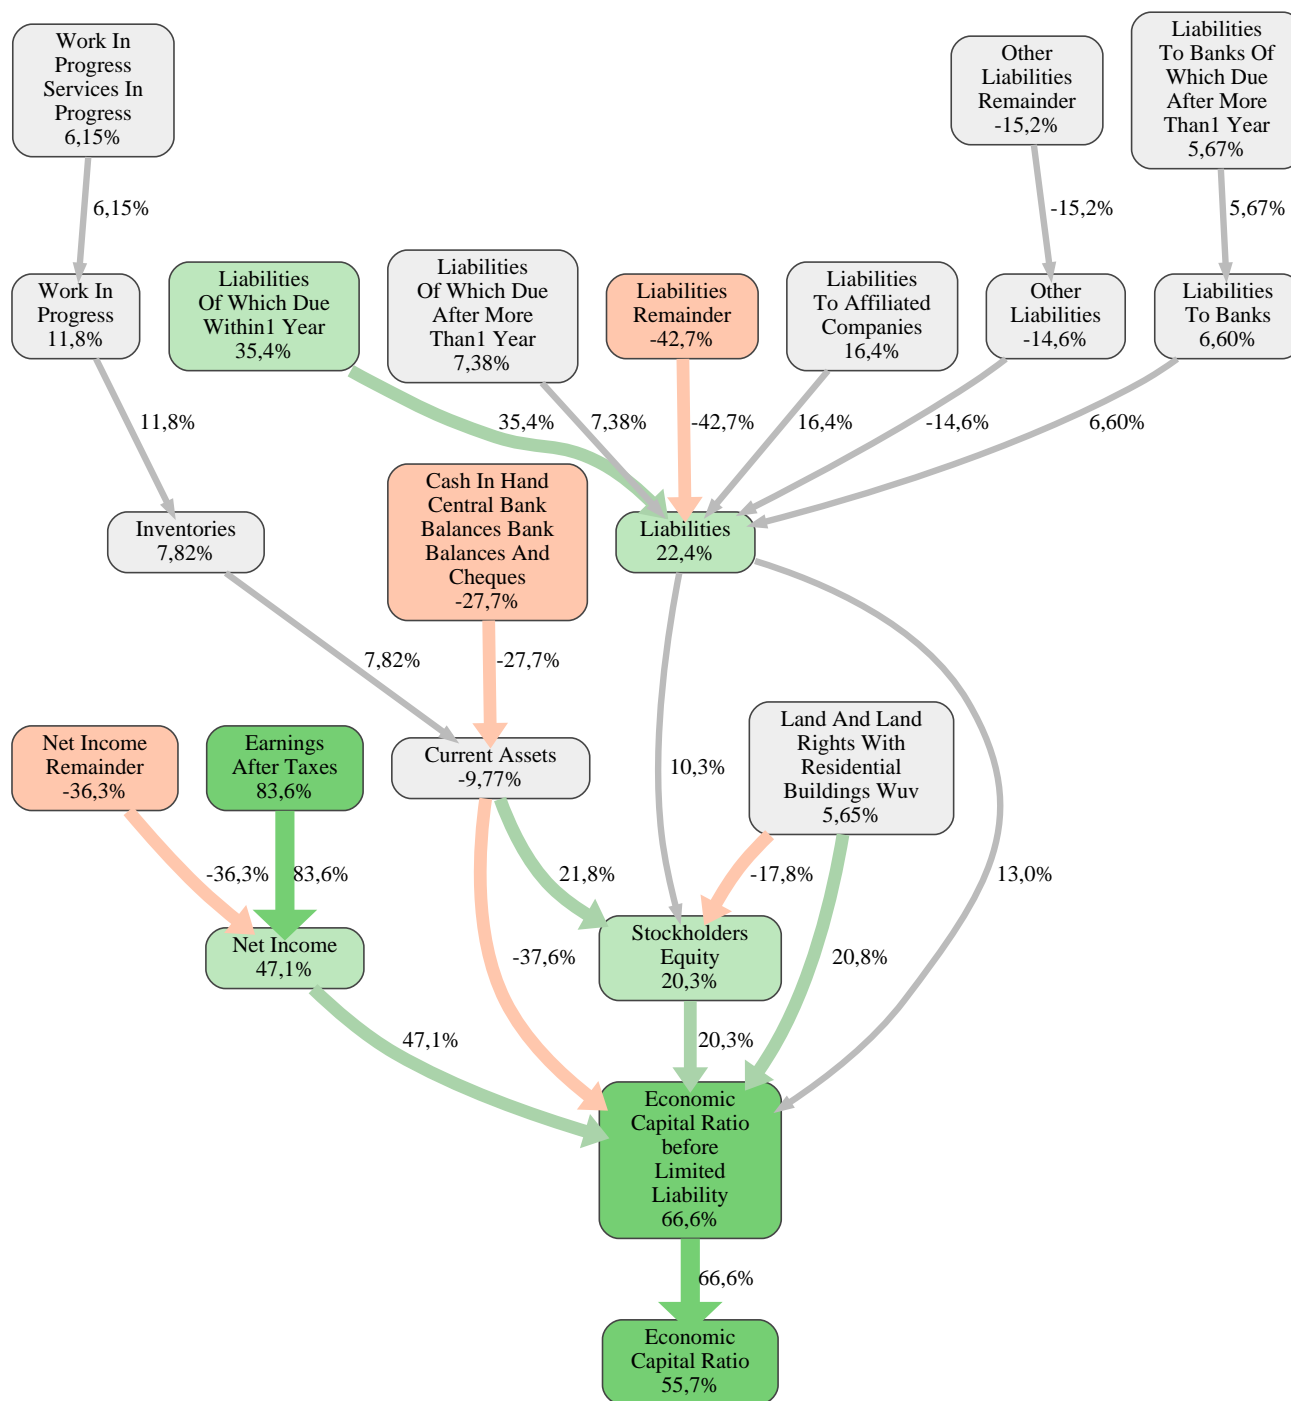 Work In
Progress
Services In
Progress
6,15%
Other
Liabilities
Remainder
-15,2%
Liabilities
To Banks Of
Which Due
After More
Than1 Year
5,67%
6,15%
-15,2%
5,67%
Work In
Progress
11,8%
Liabilities
Of Which Due
Within1 Year
35,4%
Liabilities
Of Which Due
After More
Than1 Year
7,38%
Liabilities
Remainder
-42,7%
Liabilities
To Affiliated
Companies
16,4%
Other
Liabilities
-14,6%
Liabilities
To Banks
6,60%
11,8%
35,4%
7,38%
-42,7%
16,4%
-14,6%
6,60%
Inventories
7,82%
Cash In Hand
Central Bank
Balances Bank
Balances And
Cheques
-27,7%
Liabilities
22,4%
7,82%
-27,7%
Net Income
Remainder
-36,3%
Earnings
After Taxes
83,6%
Current Assets
-9,77%
10,3%
Land And Land
Rights With
Residential
Buildings Wuv
5,65%
-36,3%
83,6%
21,8%
-17,8%
13,0%
Net Income
47,1%
-37,6%
Stockholders
Equity
20,3%
20,8%
47,1%
20,3%
Economic
Capital Ratio
before
Limited
Liability
66,6%
66,6%
Economic
Capital Ratio
55,7%